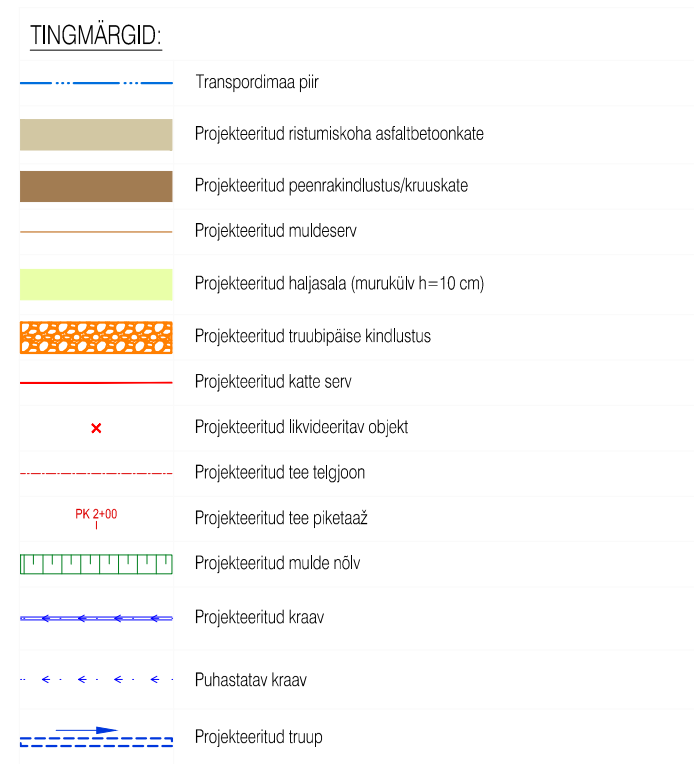 TINGMÄRGID:
Transpordimaa piir
Projekteeritud ristumiskoha asfaltbetoonkate
Projekteeritud peenrakindlustus/kruuskate
Projekteeritud muldeserv
Projekteeritud haljasala (murukülv h=10 cm)
Projekteeritud truubipäise kindlustus
Projekteeritud katte serv
Projekteeritud likvideeritav objekt
Projekteeritud tee telgjoon
PK 2+00
Projekteeritud tee piketaaž
Projekteeritud mulde nõlv
Projekteeritud kraav
Puhastatav kraav
Projekteeritud truup